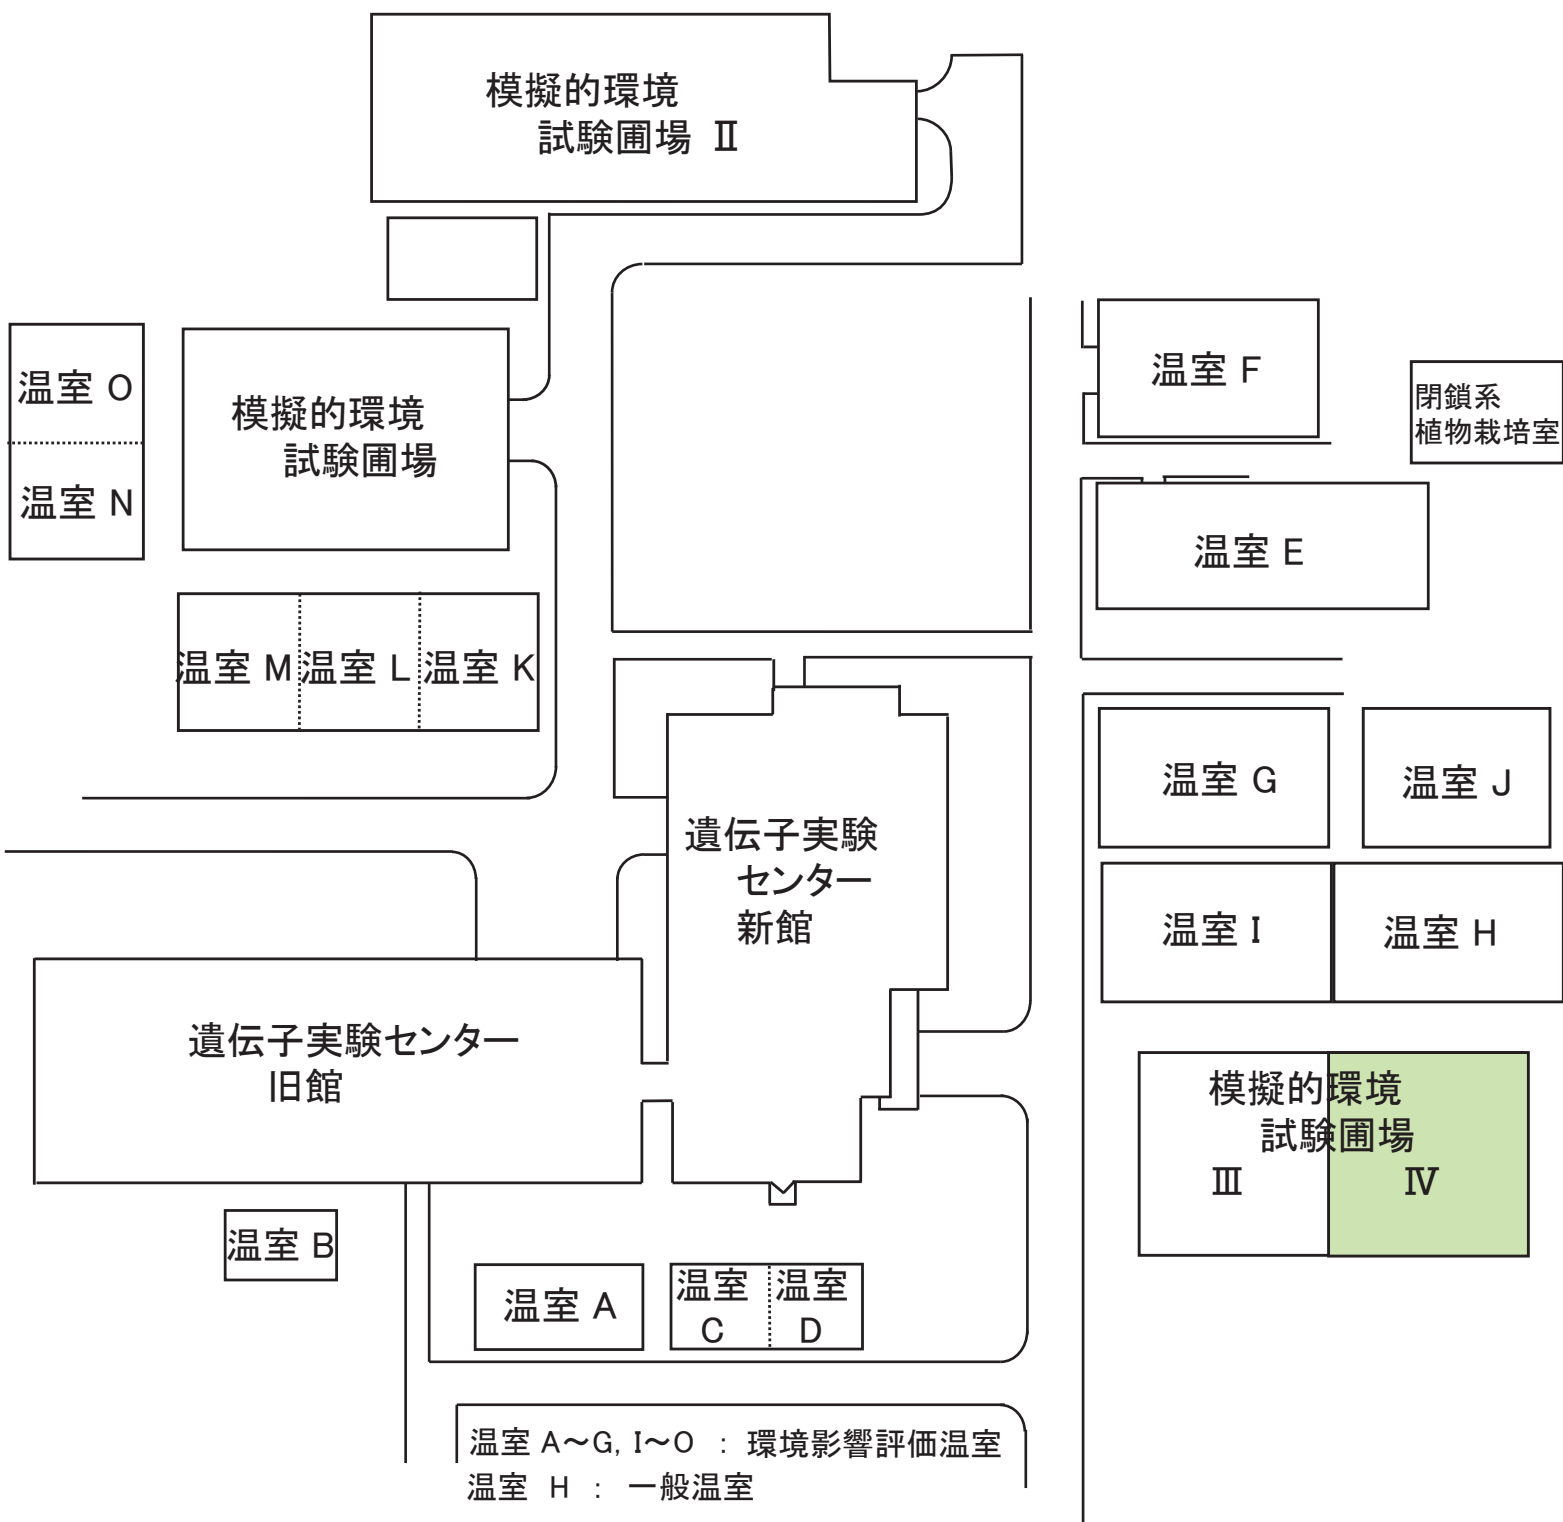 模擬的環境
試験圃場 Ⅱ
温室 O
温室 N
模擬的環境
試験圃場
温室 F
閉鎖系
植物栽培室
温室 E
温室 M
温室 L
温室 K
温室 G
温室 J
遺伝子実験
センター
新館
温室 I
温室 H
遺伝子実験センター
旧館
模擬的環境
試験圃場
Ⅲ
Ⅳ
温室 B
温室 A
温室
C
温室
D
温室 A～G, I～O : 環境影響評価温室
温室 H : 一般温室